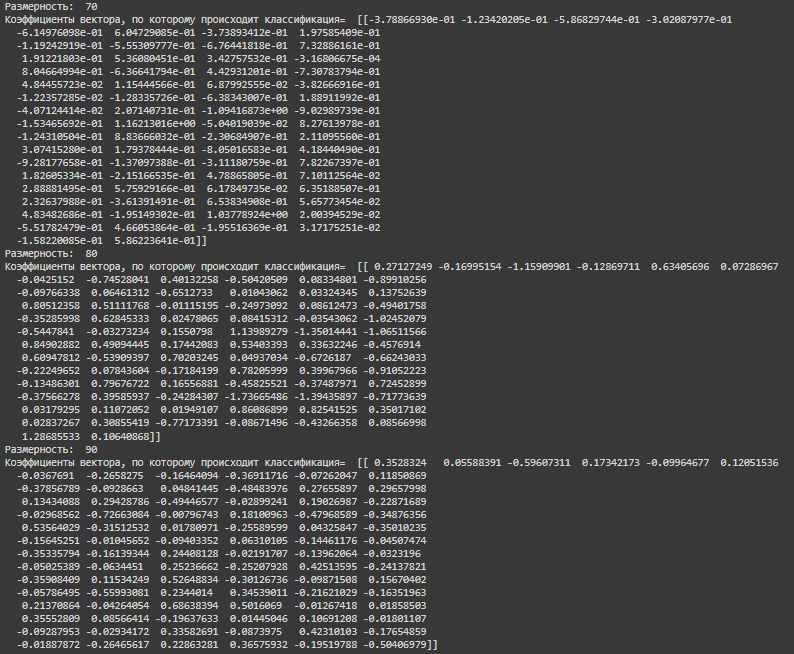 Размерность:  70
Коэффициенты вектора, по которому происходит классификация=  [[-3.78866930e-01 -1.23420205e-01 -5.86829744e-01 -3.02087977e-01
  -6.14976098e-01  6.04729085e-01 -3.73893412e-01  1.97585409e-01
  -1.19242919e-01 -5.55309777e-01 -6.76441818e-01  7.32886161e-01
   1.91221803e-01  5.36080451e-01  3.42757532e-01 -3.16806675e-04
   8.04664994e-01 -6.36641794e-01  4.42931201e-01 -7.30783794e-01
   4.84455723e-02  1.15444566e-01  6.87992555e-02 -3.82666916e-01
  -1.22357285e-02 -1.28335726e-01 -6.38343007e-01  1.88911992e-01
  -4.07124414e-02  2.07140731e-01 -1.09416873e+00 -9.02989739e-01
  -1.53465692e-01  1.16213016e+00 -5.04019039e-02  8.27613978e-01
  -1.24310504e-01  8.83666032e-01 -2.30684907e-01  2.11095560e-01
   3.07415280e-01  1.79378444e-01 -8.05016583e-01  4.18440490e-01
  -9.28177658e-01 -1.37097388e-01 -3.11180759e-01  7.82267397e-01
   1.82605334e-01 -2.15166535e-01  4.78865805e-01  7.10112564e-02
   2.88881495e-01  5.75929166e-01  6.17849735e-02  6.35188507e-01
   2.32637988e-01 -3.61391491e-01  6.53834908e-01  5.65773454e-02
   4.83482686e-01 -1.95149302e-01  1.03778924e+00  2.00394529e-02
  -5.51782479e-01  4.66053864e-01 -1.95516369e-01  3.17175251e-02
  -1.58220085e-01  5.86223641e-01]]
Размерность:  80
Коэффициенты вектора, по которому происходит классификация=  [[ 0.27127249 -0.16995154 -1.15909901 -0.12869711  0.63405696  0.07286967
  -0.0425152  -0.74528041  0.40132258 -0.50420509  0.08334801 -0.89910256
  -0.09766338  0.06461312 -0.6512733   0.01043062  0.03324345  0.13752639
   0.80512358  0.51111768 -0.01115195 -0.24973092  0.08612473 -0.49401758
  -0.35285998  0.62845333  0.02478065  0.08415312 -0.03543062 -1.02452079
  -0.5447841  -0.03273234  0.1550798   1.13989279 -1.35014441 -1.06511566
   0.84902882  0.49094445  0.17442083  0.53403393  0.33632246 -0.4576914
   0.60947812 -0.53909397  0.70203245  0.04937034 -0.6726187  -0.66243033
  -0.22249652  0.07843604 -0.17184199  0.78205999  0.39967966 -0.91052223
  -0.13486301  0.79676722  0.16556881 -0.45825521 -0.37487971  0.72452899
  -0.37566278  0.39585937 -0.24284307 -1.73665486 -1.39435897 -0.71773639
   0.03179295  0.11072052  0.01949107  0.86086899  0.82541525  0.35017102
   0.02837267  0.30855419 -0.77173391 -0.08671496 -0.43266358  0.08566998
   1.28685533  0.10640868]]
Размерность:  90
Коэффициенты вектора, по которому происходит классификация=  [[ 0.3528324   0.05588391 -0.59607311  0.17342173 -0.09964677  0.12051536
  -0.0367691  -0.2658275  -0.16464094 -0.36911716 -0.07262047  0.11850869
  -0.37856789 -0.0928663   0.04841445 -0.48483976  0.27655897  0.29657998
   0.13434088  0.29428786 -0.49446577 -0.02899241  0.19026987 -0.22871689
  -0.02968562 -0.72663084 -0.00796743  0.18100963 -0.47968589 -0.34876356
   0.53564029 -0.31512532  0.01780971 -0.25589599  0.04325847 -0.35010235
  -0.15645251 -0.01045652 -0.09403352  0.06310105 -0.14461176 -0.04507474
  -0.35335794 -0.16139344  0.24408128 -0.02191707 -0.13962064 -0.0323196
  -0.05025389 -0.0634451   0.25236662 -0.25207928  0.42513595 -0.24137821
  -0.35908409  0.11534249  0.52648834 -0.30126736 -0.09871508  0.15670402
  -0.05786495 -0.55993081  0.2344014   0.34539011 -0.21621029 -0.16351963
   0.21370864 -0.04264054  0.68638394  0.5016069  -0.01267418  0.01858503
   0.35552809  0.08566414 -0.19637633  0.01445046  0.10691208 -0.01801107
  -0.09287953 -0.02934172  0.33582691 -0.0873975   0.42310103 -0.17654859
  -0.01887872 -0.26465617  0.22863281  0.36575932 -0.19519788 -0.50406979]]